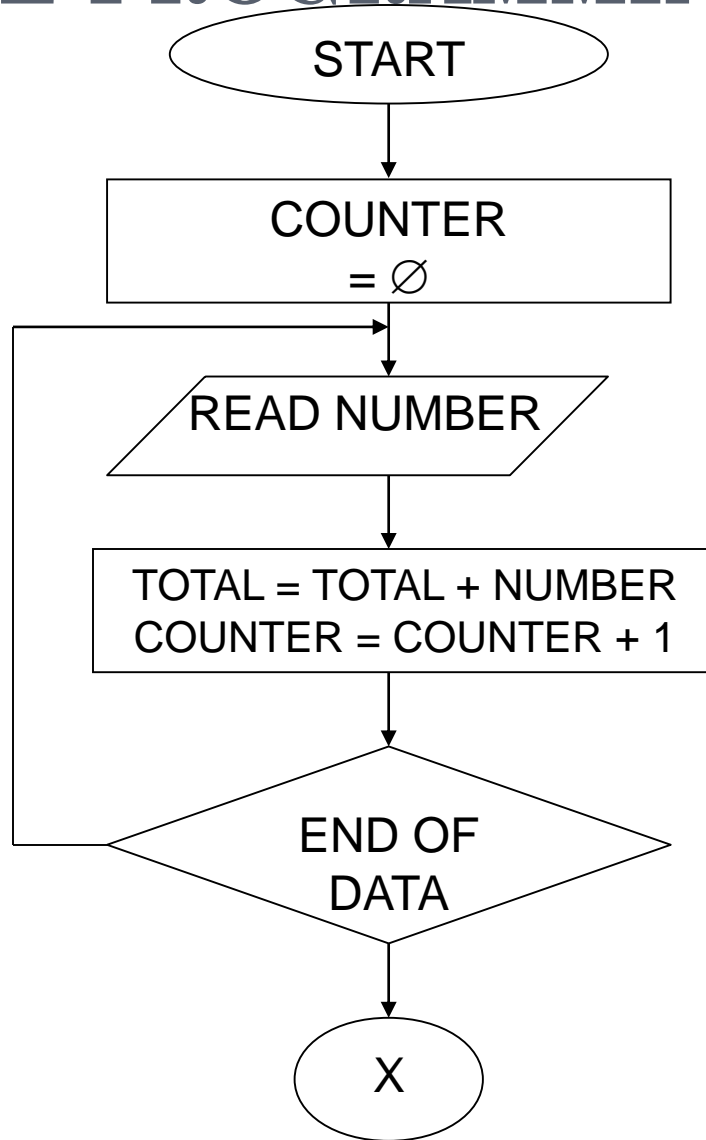 START
COUNTER
= ∅
READ NUMBER
TOTAL = TOTAL + NUMBER
COUNTER = COUNTER + 1
END OF
DATA
X